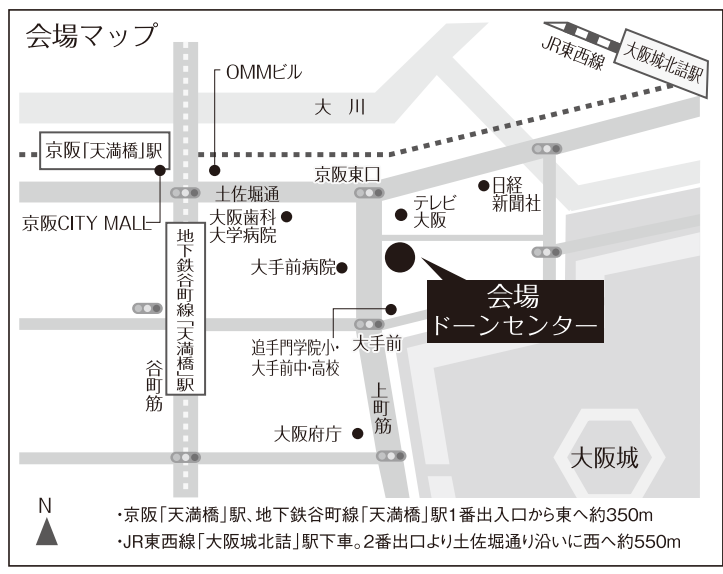 会場マップ
OMMビル
大川
JR東西線
大阪城北詰駅
京阪「天満橋」駅
京阪東口
土佐堀通
京阪CITY MALL
大阪歯科
大学病院
テレビ
大阪
日経
新聞社
地下鉄谷町線「天満橋」駅
大手前病院
会場
ドーンセンター
追手門学院小・
大手前中・高校
大手前
谷町筋
上町筋
大阪府庁
大阪城
N
・京阪「天満橋」駅、地下鉄谷町線「天満橋」駅1番出入口から東へ約350m
・JR東西線「大阪城北詰」駅下車。2番出口より土佐堀通り沿いに西へ約550m